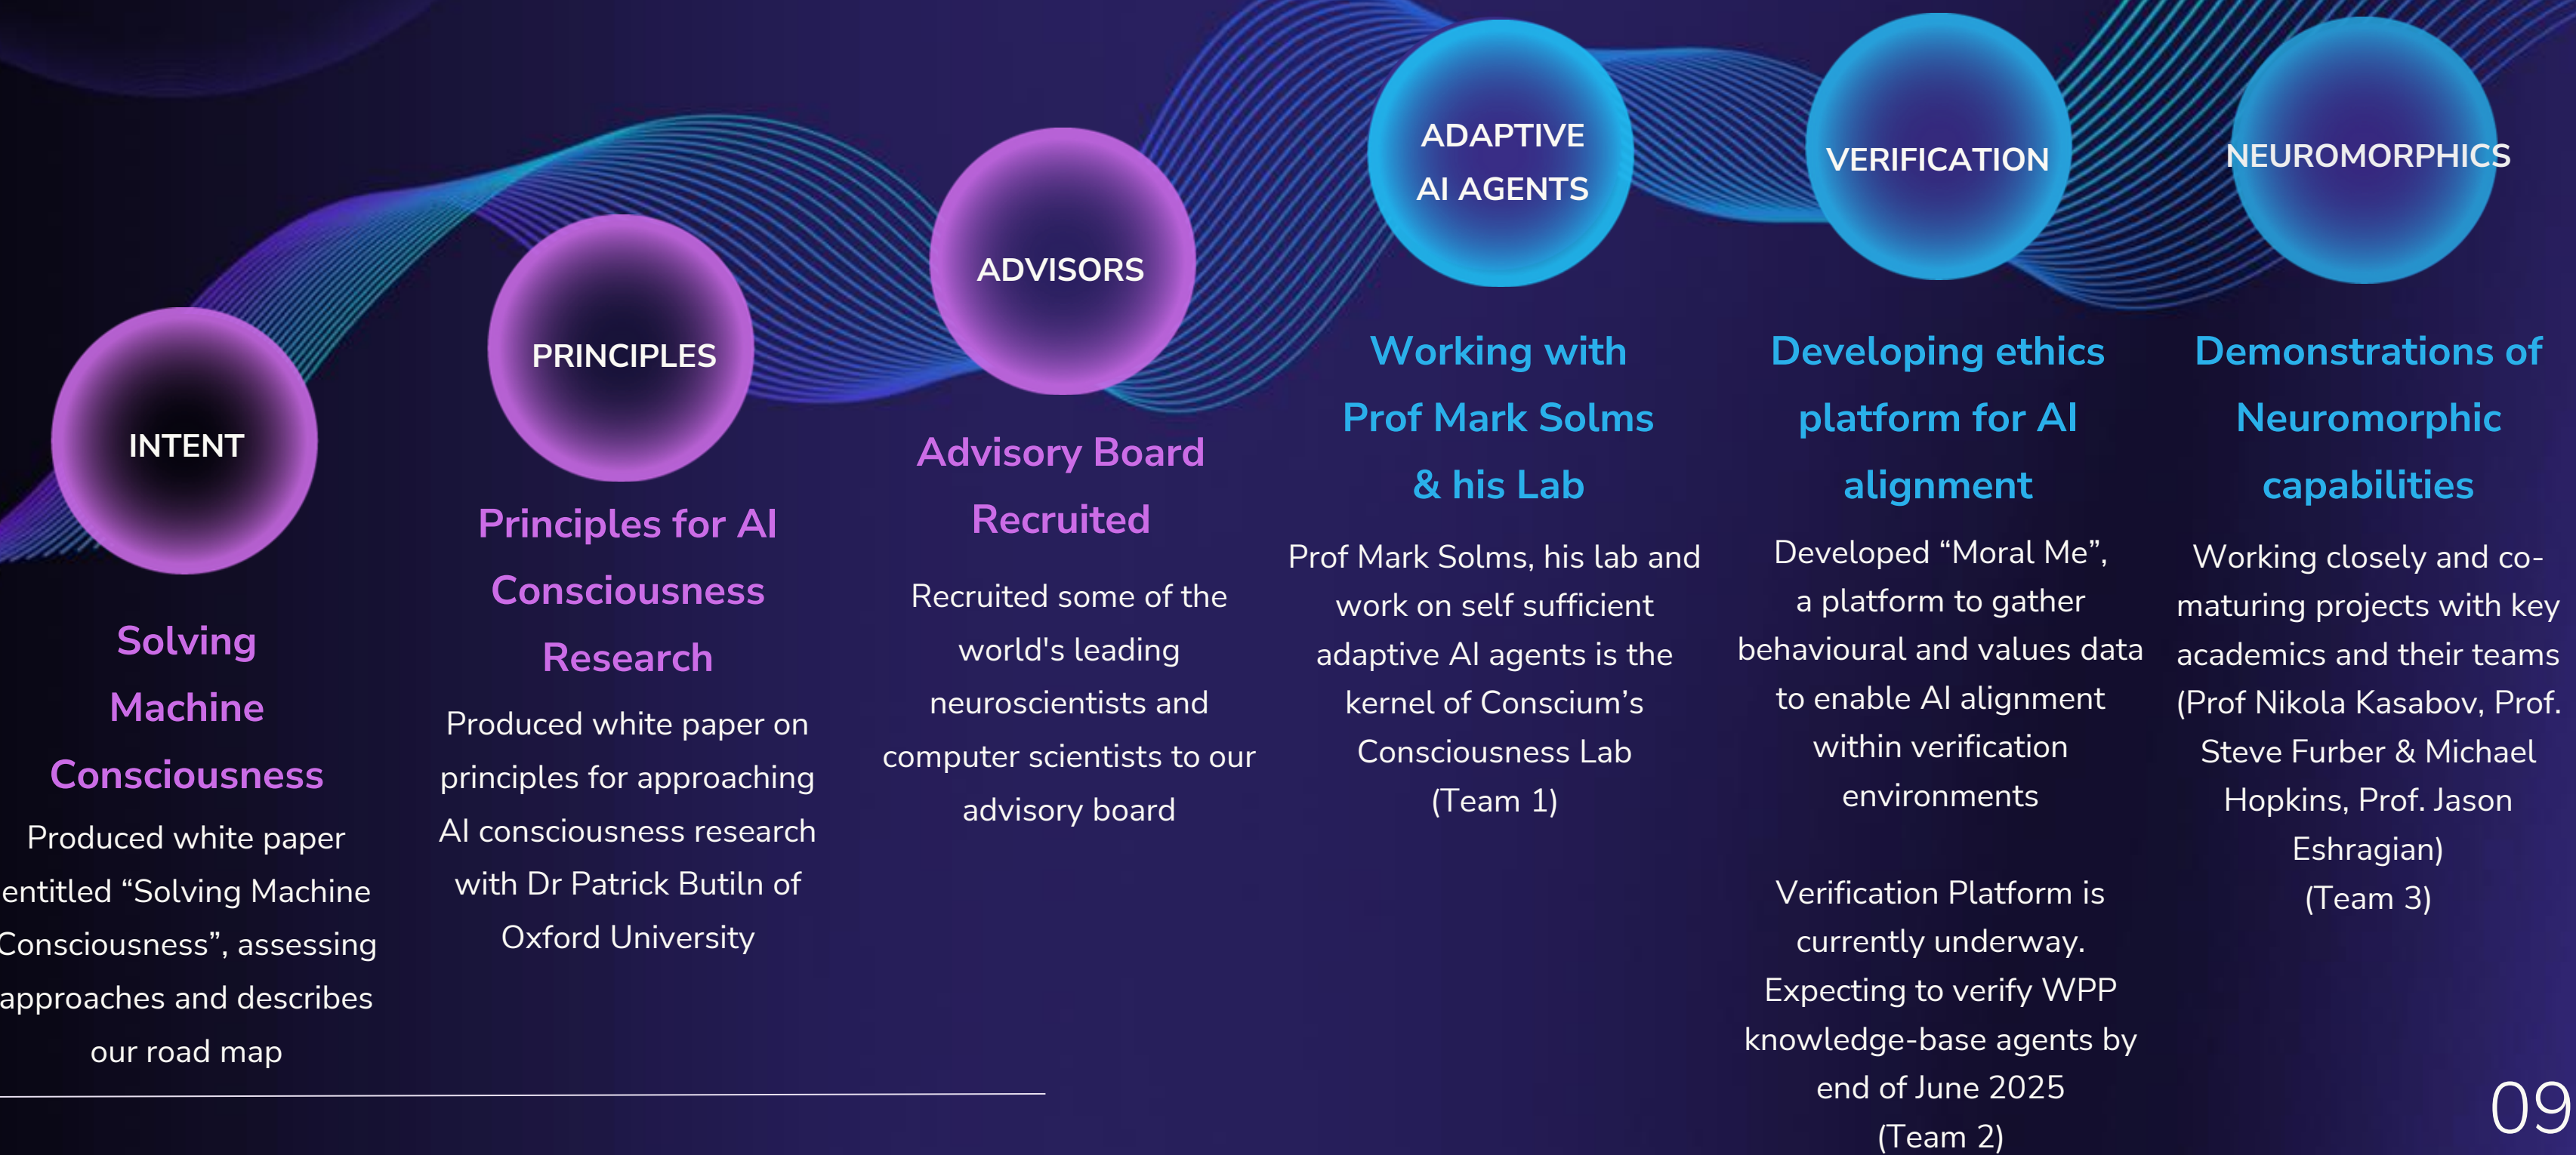 INTENT
Solving
Machine
Consciousness
Produced white paper
entitled “Solving Machine
Consciousness”, assessing
approaches and describes
our road map
PRINCIPLES
Principles for AI
Consciousness
Research
Produced white paper on
principles for approaching
AI consciousness research
with Dr Patrick Butiln of
Oxford University
ADVISORS
Advisory Board
Recruited
Recruited some of the
world's leading
neuroscientists and
computer scientists to our
advisory board
ADAPTIVE
AI AGENTS
Working with
Prof Mark Solms
& his Lab
Prof Mark Solms, his lab and
work on self sufficient
adaptive AI agents is the
kernel of Conscium’s
Consciousness Lab
(Team 1)
VERIFICATION
Developing ethics
platform for AI
alignment
Developed “Moral Me”,
a platform to gather
behavioural and values data
to enable AI alignment
within verification
environments
Verification Platform is
currently underway.
Expecting to verify WPP
knowledge-base agents by
end of June 2025
(Team 2)
NEUROMORPHICS
Demonstrations of
Neuromorphic
capabilities
Working closely and co-
maturing projects with key
academics and their teams
(Prof Nikola Kasabov, Prof.
Steve Furber & Michael
Hopkins, Prof. Jason
Eshragian)
(Team 3)
09